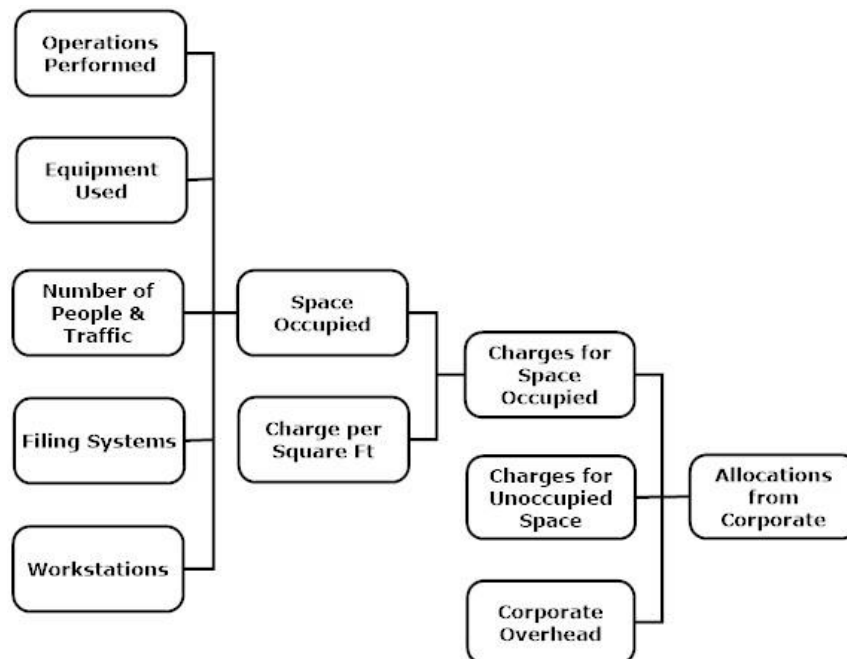 Operations
Performed
Equipment
Used
Number of
People &
Traffic
Filing Systems
Workstations
Space
Occupied
Charge per
Square Ft
Charges for
Space
Occupied
Charges for
Unoccupied
Space
Corporate
Overhead
Allocations
from
Corporate